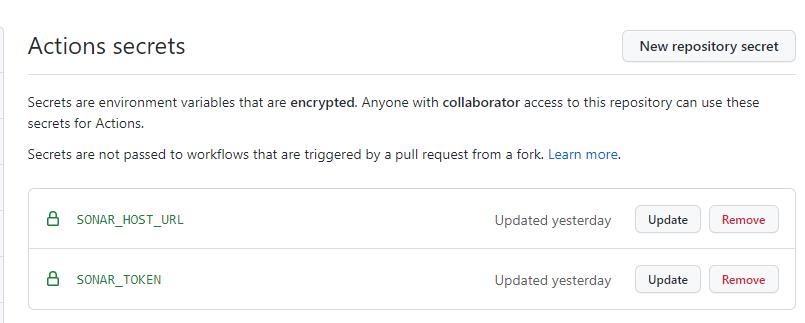 Actions secrets
New repository secret
Secrets are environment variables that are encrypted. Anyone with collaborator access to this repository can use these
secrets for Actions.
Secrets are not passed to workflows that are triggered by a pull request from a fork. Learn more.
SONAR_HOST_URL Updated yesterday Update Remove
SONAR_TOKEN Updated yesterday Update Remove